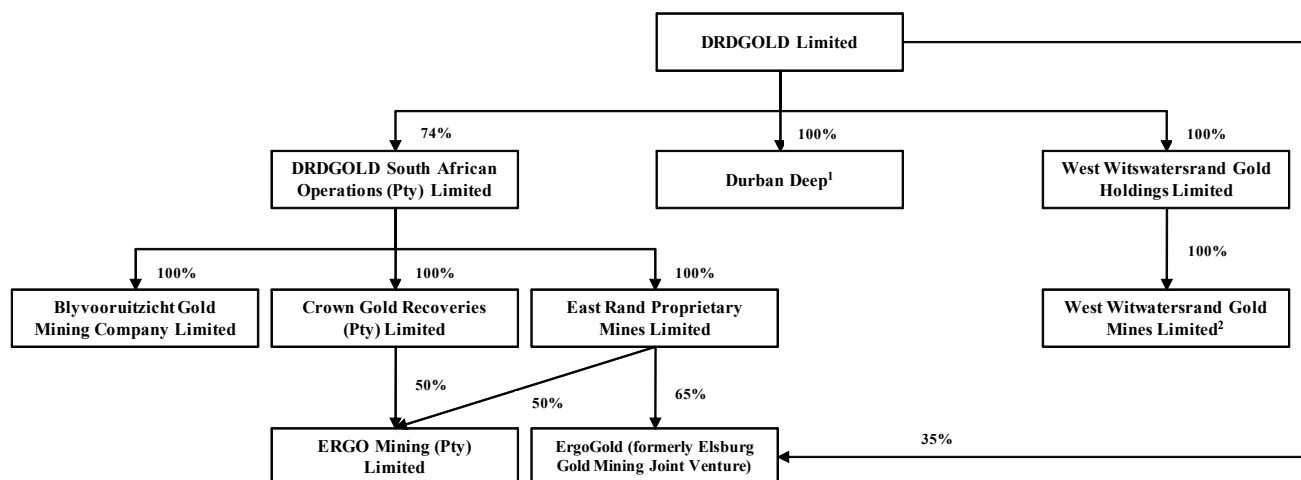 DRDGOLD Limited
74%
100%
100%
DRDGOLD South African
Operations (Pty) Limited
Durban Deep¹
West Witswatersrand Gold
Holdings Limited
100%
100%
100%
100%
Blyvooruitzicht Gold
Mining Company Limited
Crown Gold Recoveries
(Pty) Limited
East Rand Proprietary
Mines Limited
West Witwatersrand Gold
Mines Limited²
50%
50%
65%
ERGO Mining (Pty)
Limited
ErgoGold (formerly Elsburg
Gold Mining Joint Venture)
35%